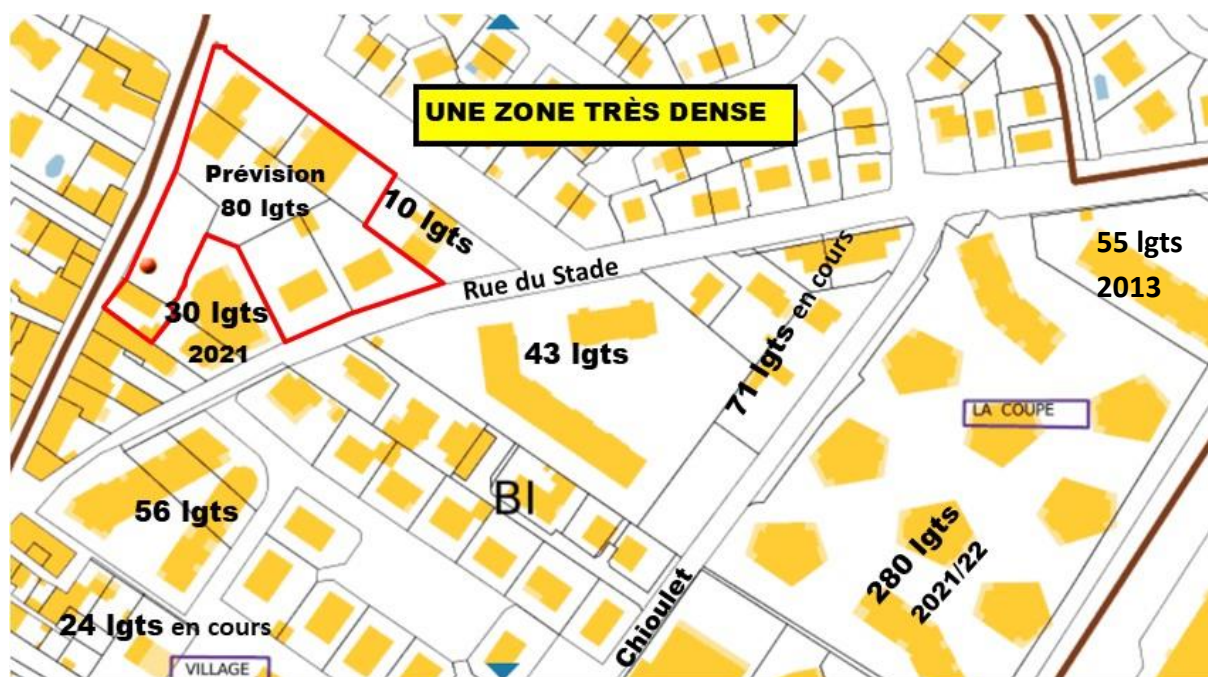 UNE ZONE TRÈS DENSE
Prévision
80 lgts
10 lgts
55 lgts
2013
Rue du Stade
30 lgts
2021
43 lgts
71 lgts en cours
LA COUPE
BI
56 lgts
280 lgts
2021/22
24 lgts en cours
Chioulet
VILLAGE